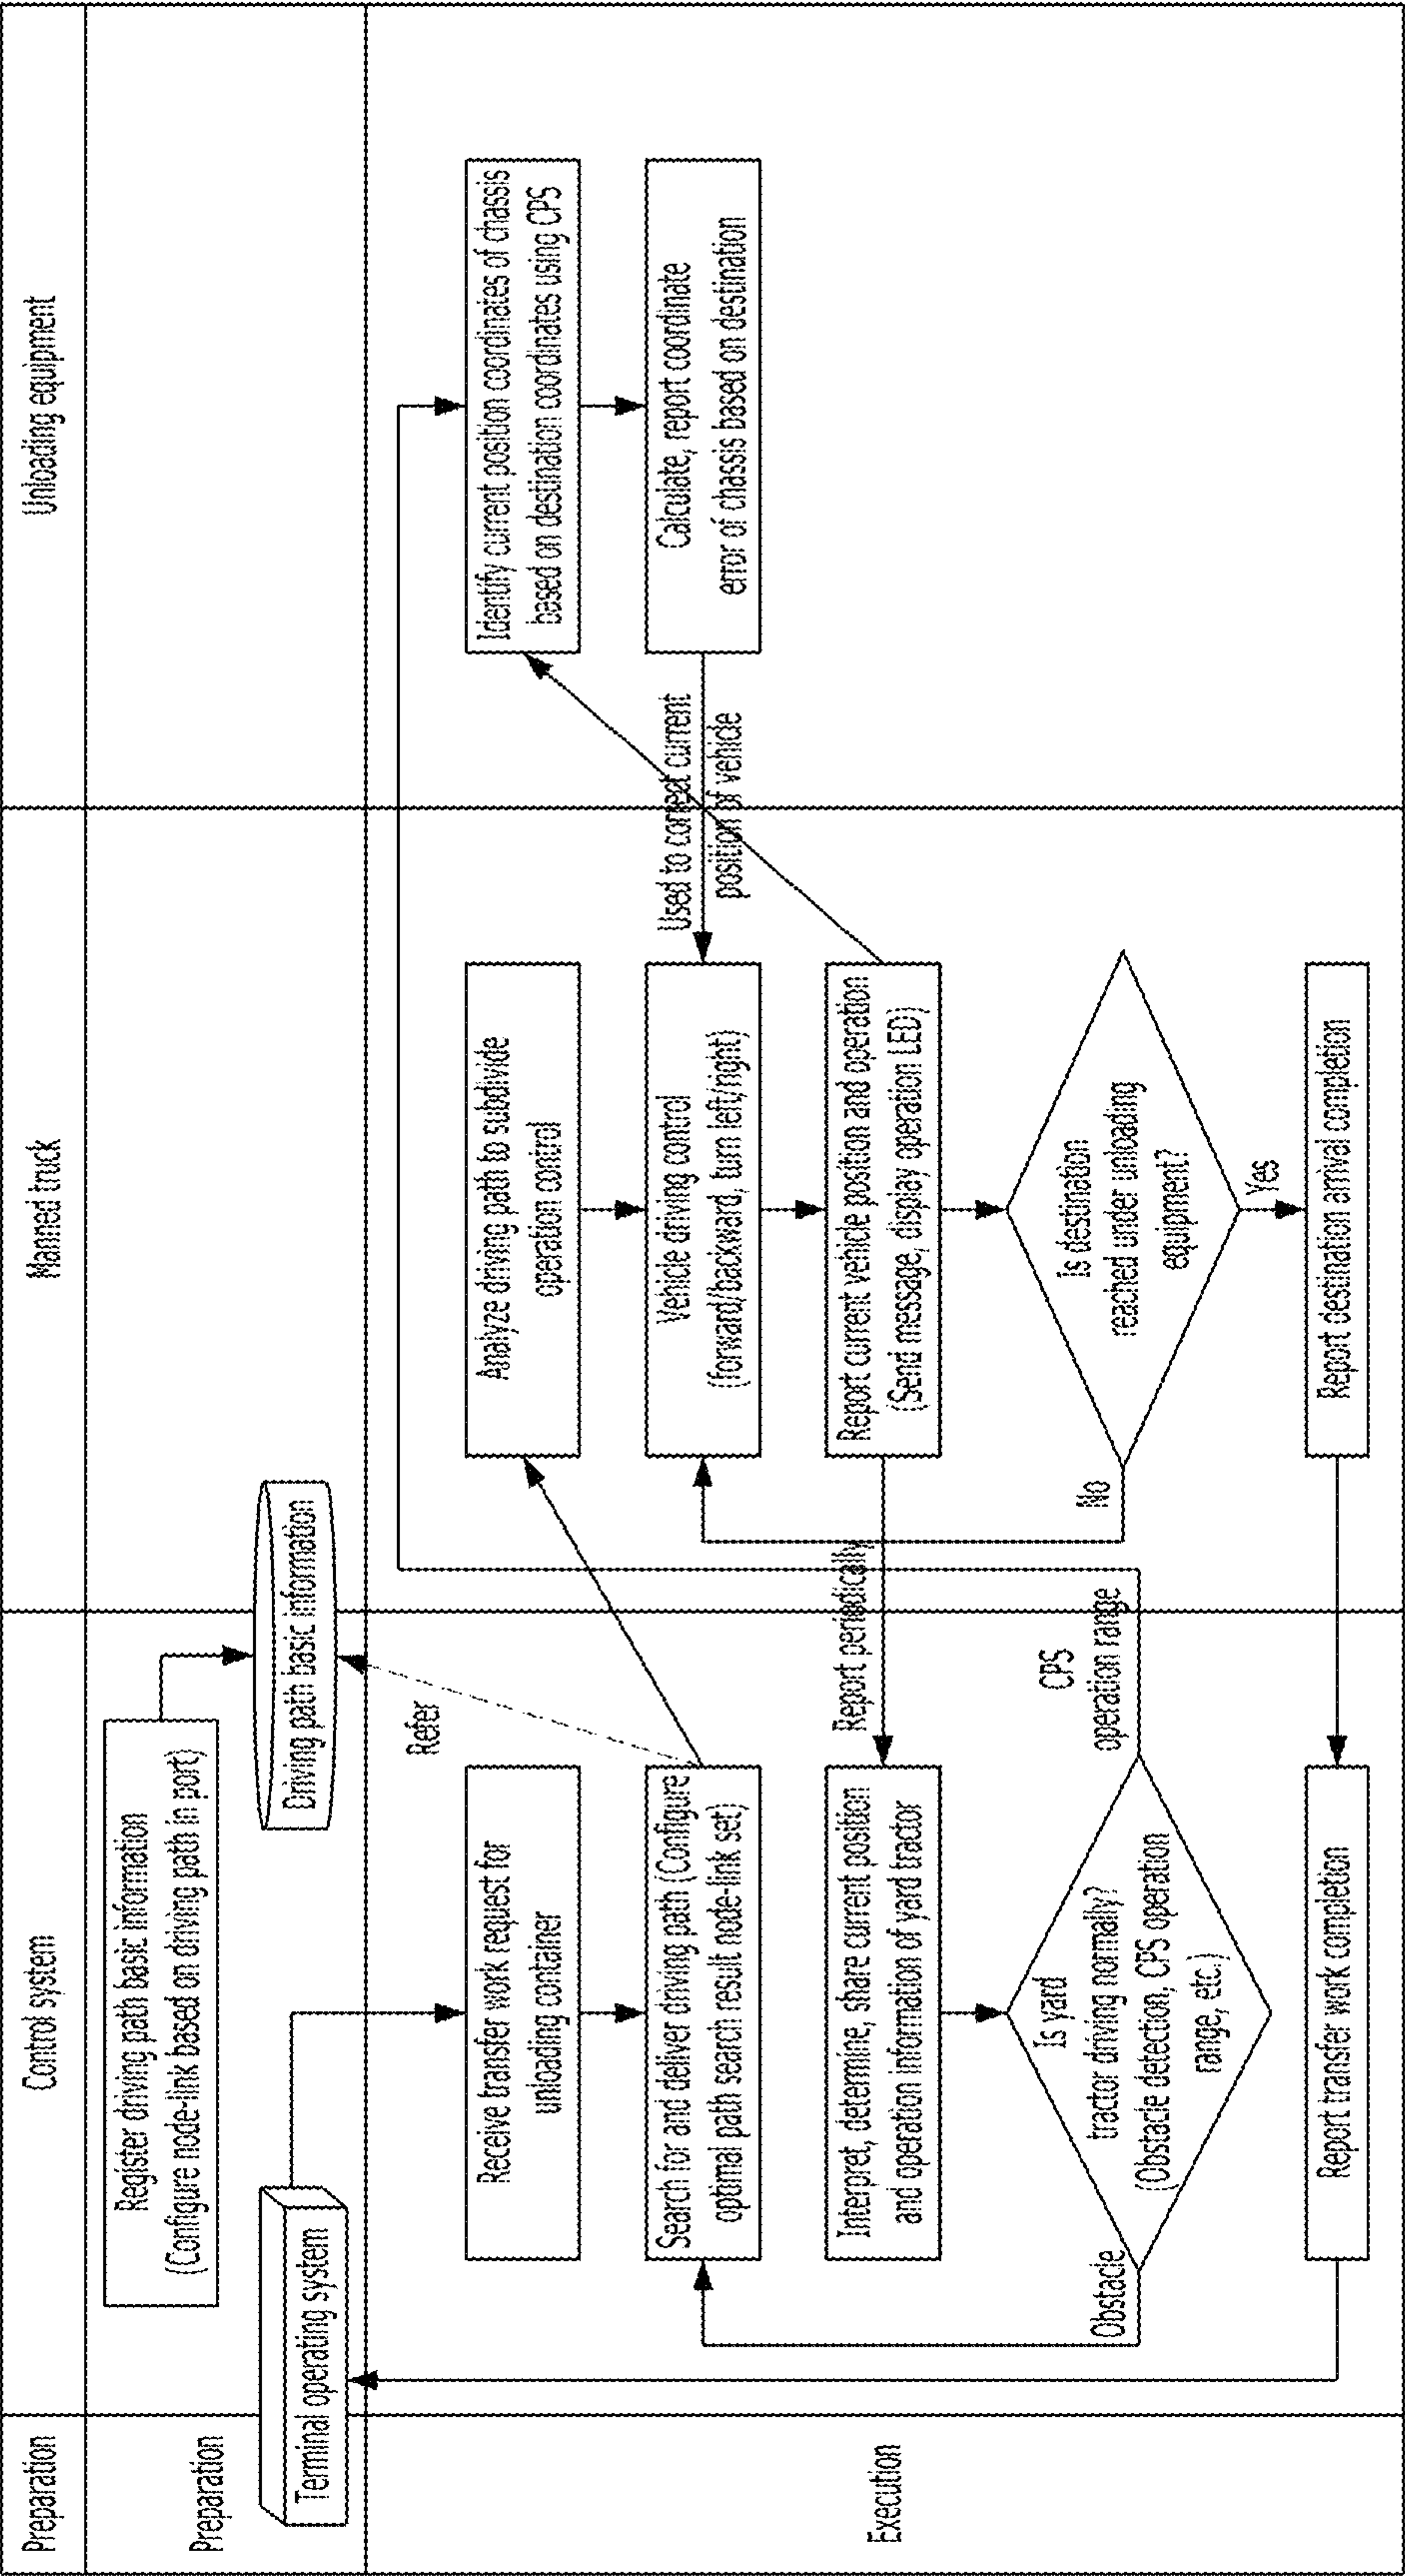 Preparation
Control system
Manned truck
Unloading equipment
Preparation
Register driving path basic information
(Configure node-link based on driving path in port)
Terminal operating system
Driving path basic information
Execution
Refer
Receive transfer work request for
unloading container
Search for and deliver driving path (Configure
optimal path search result node-link set)
Interpret, determine, share current position
and operation information of yard tractor
Is yard
tractor driving normally?
(Obstacle detection, CPS operation
range, etc.)
Obstacle
CPS
operation range
Report transfer work completion
Report periodically
Analyze driving path to subdivide
operation control
Vehicle driving control
(forward/backward, turn left/right)
Report current vehicle position and operation
(Send message, display operation LED)
Is destination
reached under unloading
equipment?
No
Yes
Report destination arrival completion
Used to correct current
position of vehicle
Identify current position coordinates of chassis
based on destination coordinates using CPS
Calculate, report coordinate
error of chassis based on destination